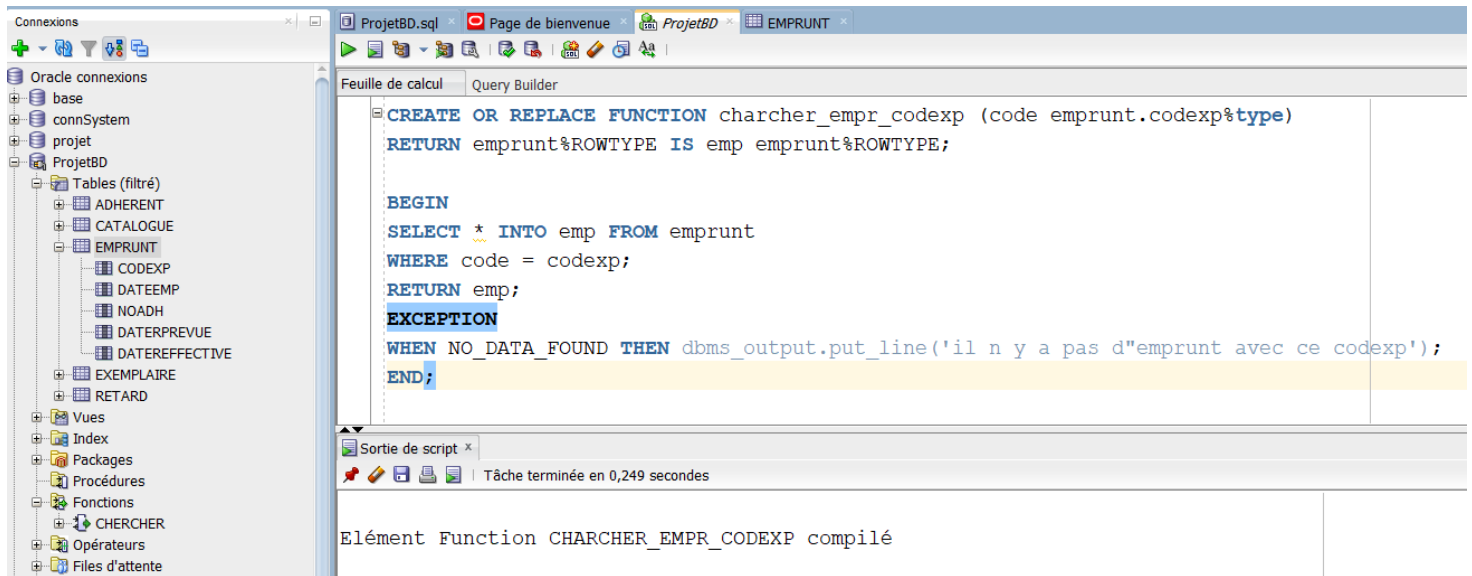 Connexions
ProjetBD.sql
Page de bienvenue
ProjetBD
EMPRUNT
Oracle connexions
base
connSystem
projet
ProjetBD
Tables (filtré)
ADHERENT
CATALOGUE
EMPRUNT
CODEXP
DATEEMP
NOADH
DATERPREVUE
DATEREFFECTIVE
EXEMPLAIRE
RETARD
Vues
Index
Packages
Procédures
Fonctions
CHERCHER
Opérateurs
Files d'attente
Feuille de calcul Query Builder
CREATE OR REPLACE FUNCTION charcher_empr_codexp (code emprunt.codexp%type)
RETURN emprunt%ROWTYPE IS emp emprunt%ROWTYPE;
BEGIN
SELECT * INTO emp FROM emprunt
WHERE code = codexp;
RETURN emp;
EXCEPTION
WHEN NO_DATA_FOUND THEN dbms_output.put_line('il n y a pas d"emprunt avec ce codexp');
END;
Sortie de script
Tâche terminée en 0,249 secondes
Elément Function CHARCHER_EMPR_CODEXP compilé